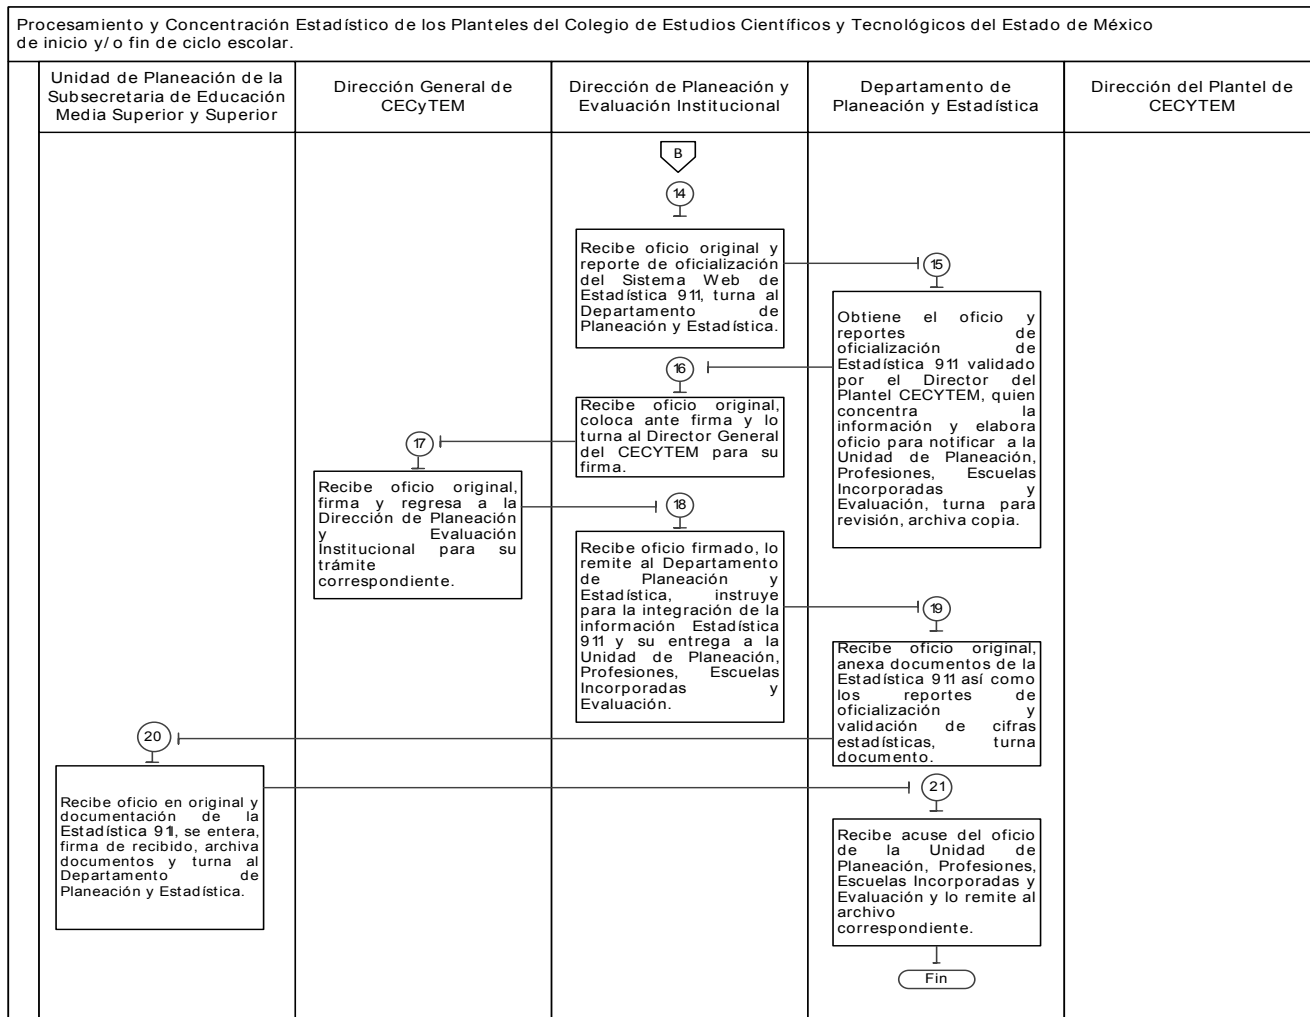 Procesamiento y Concentración Estadístico de los Planteles del Colegio de Estudios Científicos y Tecnológicos del Estado de México
de inicio y/o fin de ciclo escolar.
Unidad de Planeación de la
Subsecretaria de Educación
Media Superior y Superior
Dirección General de
CECyTEM
Dirección de Planeación y
Evaluación Institucional
Departamento de
Planeación y Estadística
Dirección del Plantel de
CECYTEM
B
14
Recibe oficio original y
reporte de oficialización
del Sistema Web de
Estadística 911, turna al
Departamento de
Planeación y Estadística.
15
Obtiene el oficio y
reportes de
oficialización de
Estadística 911 validado
por el Director del
Plantel CECYTEM, quien
concentra la
información y elabora
oficio para notificar a la
Unidad de Planeación,
Profesiones, Escuelas
Incorporadas y
Evaluación, turna para
revisión, archiva copia.
16
Recibe oficio original,
coloca ante firma y lo
turna al Director General
del CECYTEM para su
firma.
17
Recibe oficio original,
firma y regresa a la
Dirección de Planeación
y Evaluación
Institucional para su
trámite
correspondiente.
18
Recibe oficio firmado, lo
remite al Departamento
de Planeación y
Estadística, instruye
para la integración de la
información Estadística
911 y su entrega a la
Unidad de Planeación,
Profesiones, Escuelas
Incorporadas y
Evaluación.
19
Recibe oficio original,
anexa documentos de la
Estadística 911 así como
los reportes de
oficialización y
validación de cifras
estadísticas, turna
documento.
20
Recibe oficio en original y
documentación de la
Estadística 911, se entera,
firma de recibido, archiva
documentos y turna al
Departamento de
Planeación y Estadística.
21
Recibe acuse del oficio
de la Unidad de
Planeación, Profesiones,
Escuelas Incorporadas y
Evaluación y lo remite al
archivo
correspondiente.
Fin